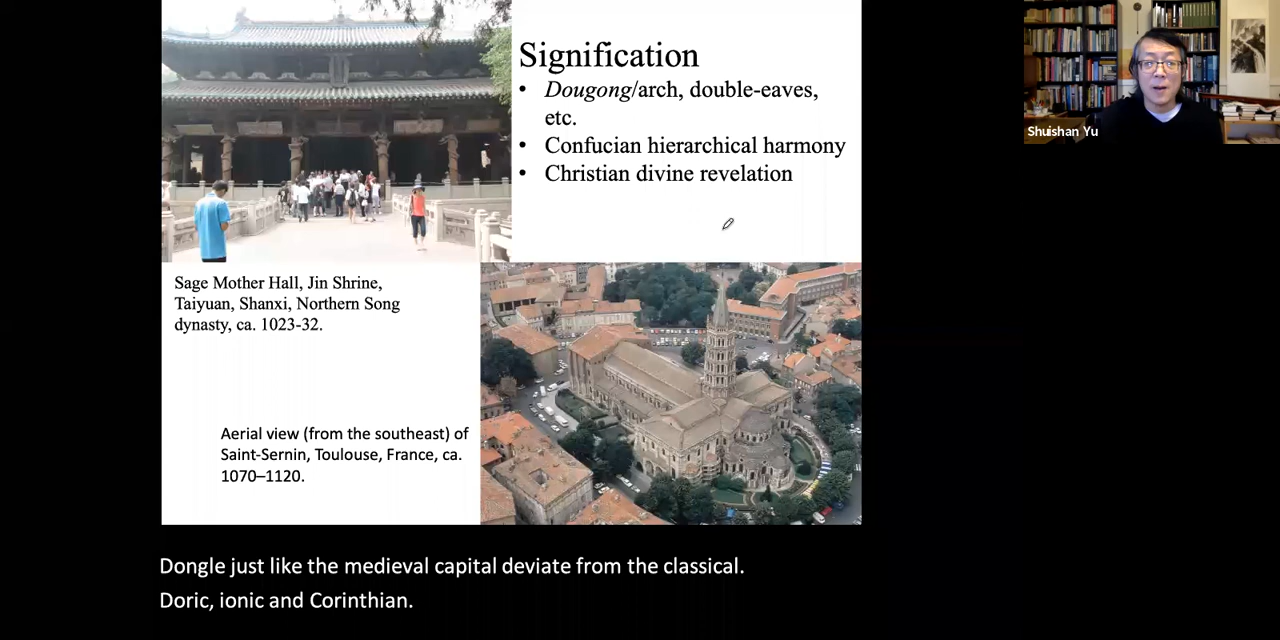 Signification
• Dougong/arch, double-eaves,
etc.
• Confucian hierarchical harmony
• Christian divine revelation
Shuishan Yu
Sage Mother Hall, Jin Shrine,
Taiyuan, Shanxi, Northern Song
dynasty, ca. 1023-32.
Aerial view (from the southeast) of
Saint-Sernin, Toulouse, France, ca.
1070–1120.
Dongle just like the medieval capital deviate from the classical.
Doric, ionic and Corinthian.